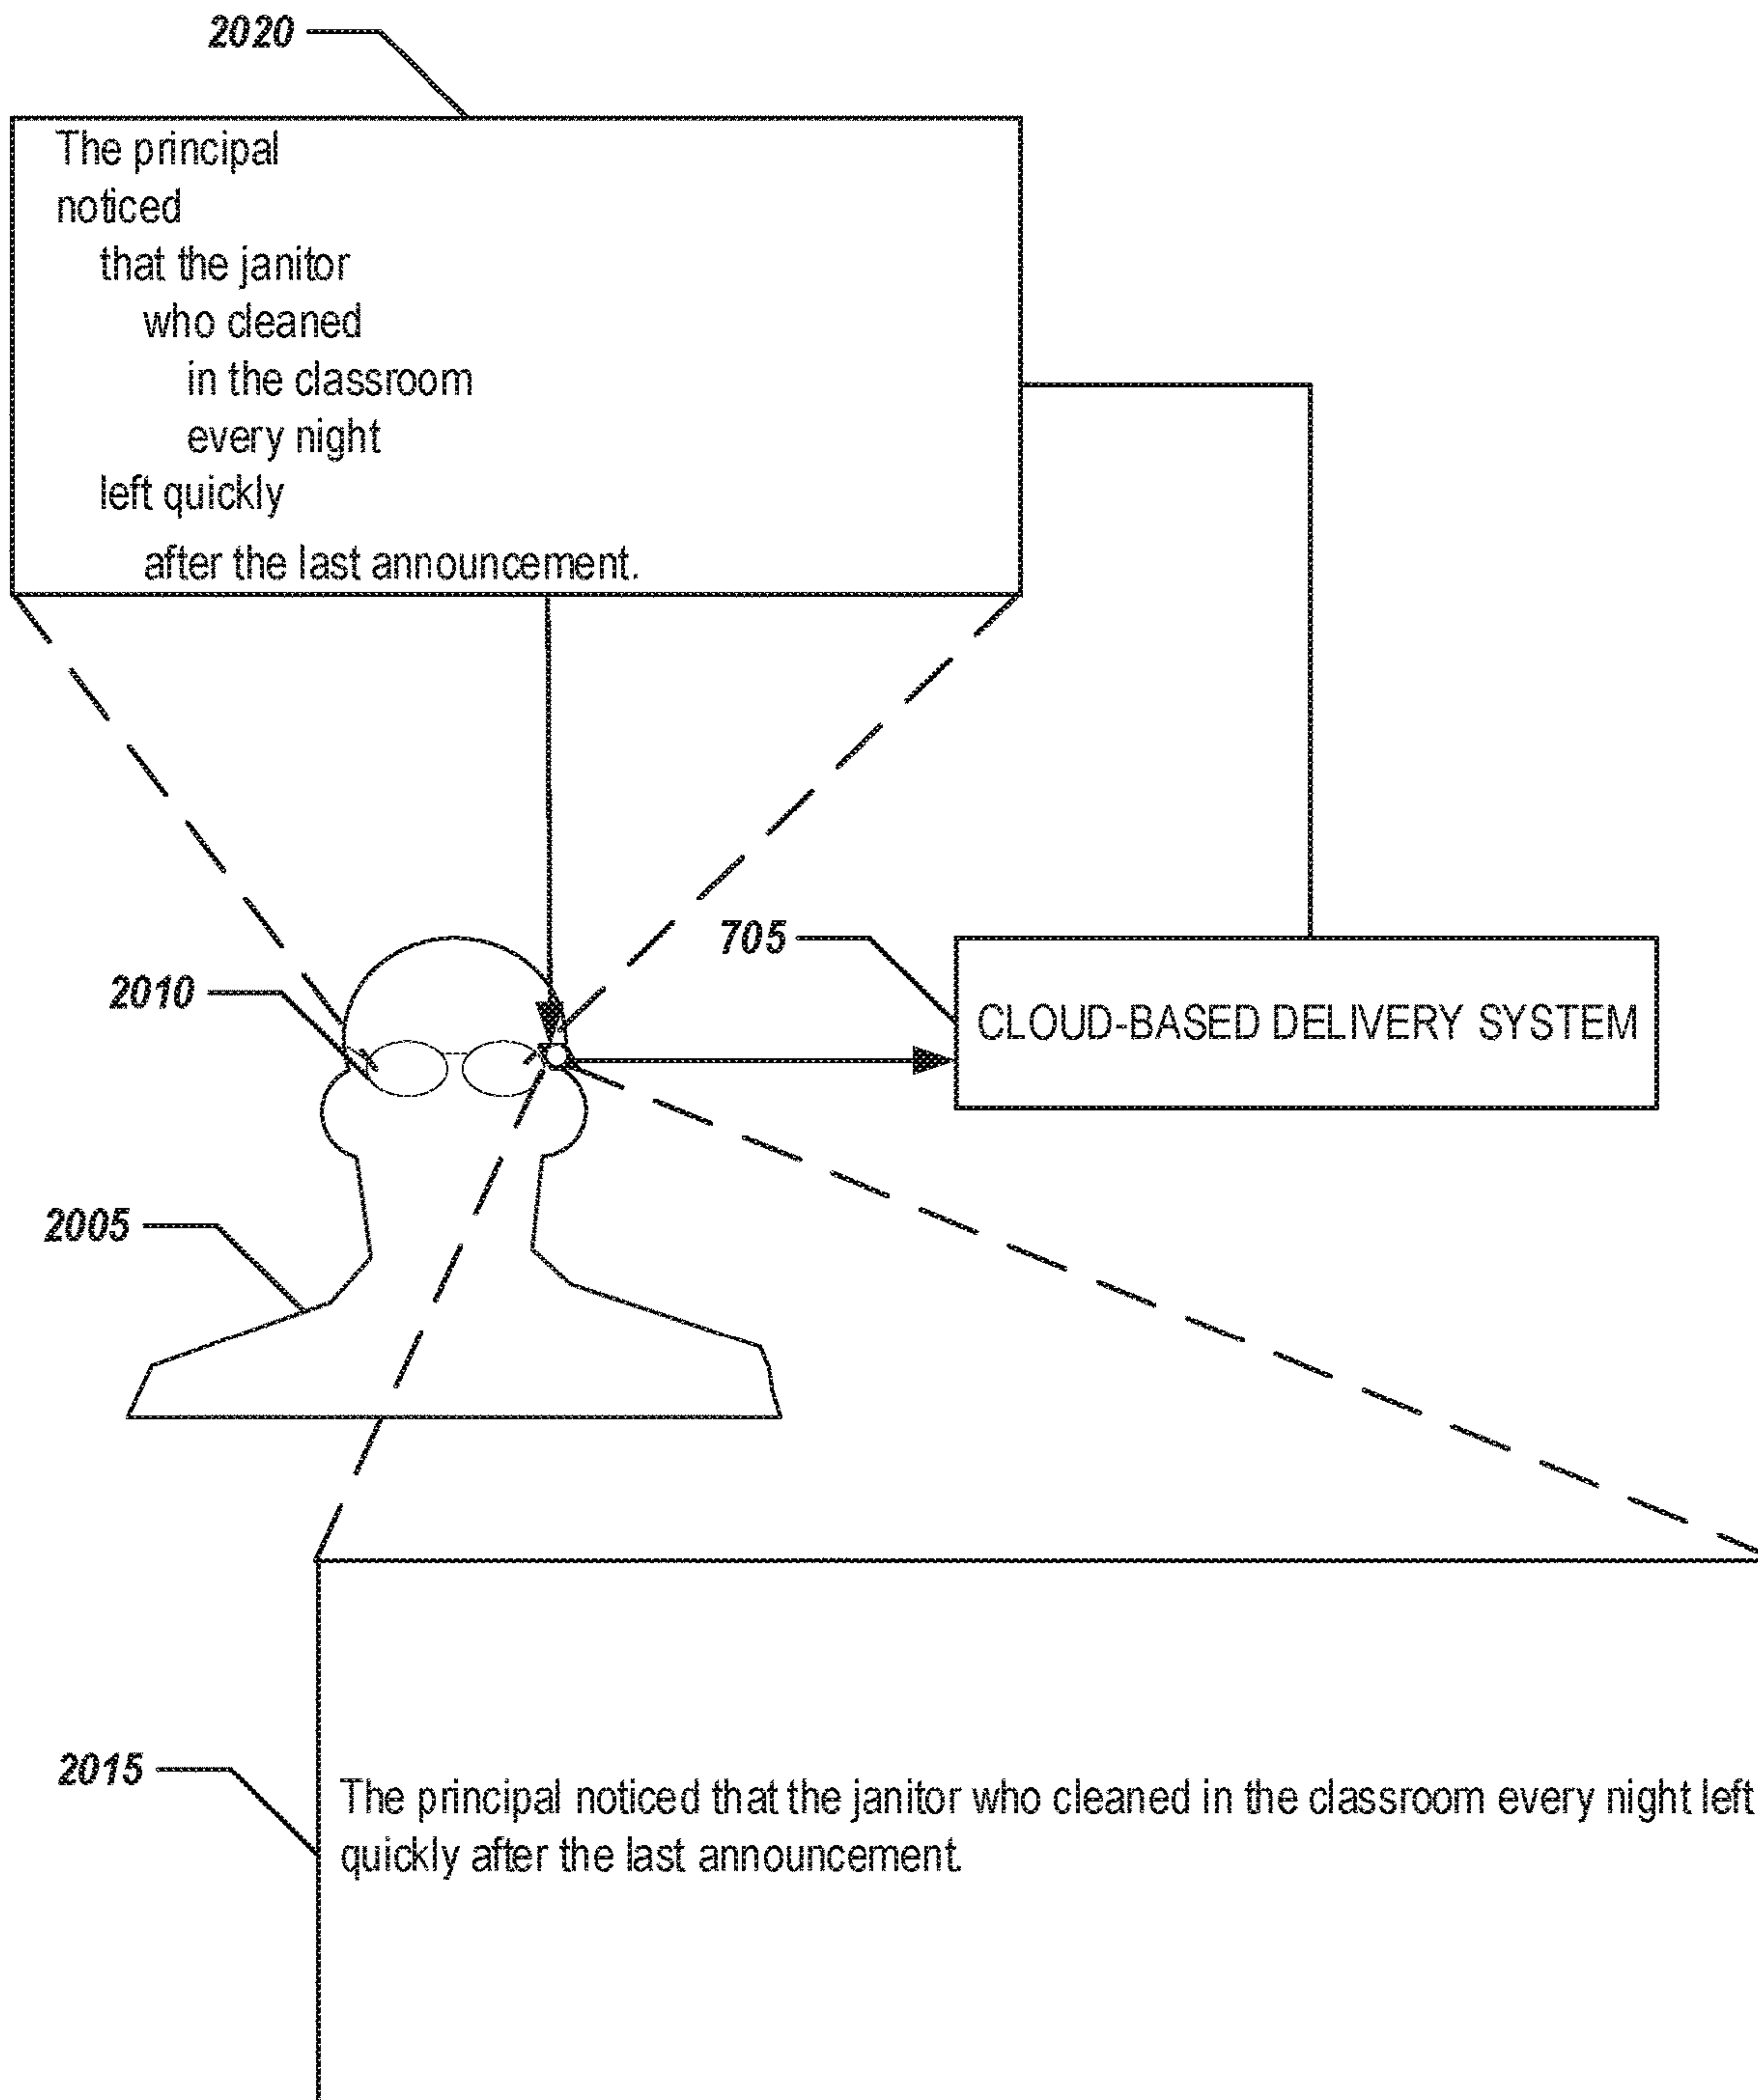 2020
The principal
noticed
that the janitor
who cleaned
in the classroom
every night
left quickly
after the last announcement.
705
2010
CLOUD-BASED DELIVERY SYSTEM
2005
2015
The principal noticed that the janitor who cleaned in the classroom every night left
quickly after the last announcement.